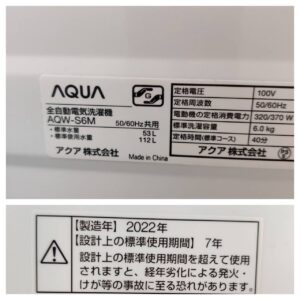 AQUA
全自動電気洗濯機
AQW-S6M
50/60Hz共用
・標準水量 53L
・標準使用水量 112L
アクア 株式会社
Made in China
定格電圧 100V
定格周波数 50/60Hz
電動機の定格消費電力 320/370 W
標準洗濯容量 6.0 kg
定格時間(標準コース) 40分
アクア 株式会社
【製造年】2022年
【設計上の標準使用期間】7年
設計上の標準使用期間を超えて使用
されますと、経年劣化による発火・
けが等の事故に至る恐れがあります。